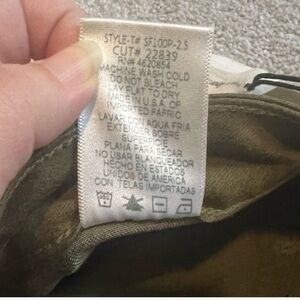 STYLE-T# SF100P-2.5
CUT# 22839
RN# 4620854
MACHINE WASH COLD
DO NOT BLEACH
LAY FLAT TO DRY
MADE IN U.S.A. OF
IMPORTED FABRIC
LAVAR CON AGUA FRIA
EXTENDER SOBRE
SUPERFICIE
PLANA PARA SECAR
NO USAR BLANQUEADOR
HECHO EN ESTADOS
UNIDOS DE AMERICA
CON TELAS IMPORTADAS